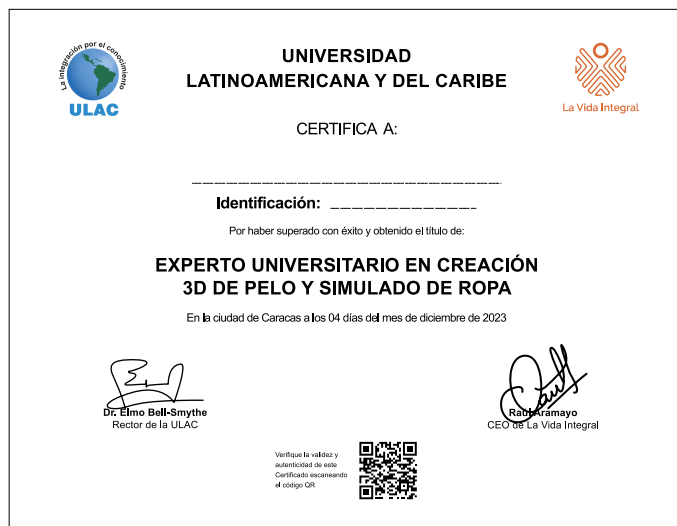 La integración por el conocimiento
ULAC
UNIVERSIDAD
LATINOAMERICANA Y DEL CARIBE
La Vida Integral
CERTIFICA A:
Identificación:
Por haber superado con éxito y obtenido el título de:
EXPERTO UNIVERSITARIO EN CREACIÓN
3D DE PELO Y SIMULADO DE ROPA
En la ciudad de Caracas a los 04 días del mes de diciembre de 2023
Dr. Elmo Bell-Smythe
Rector de la ULAC
Raúl Aramayo
CEO de La Vida Integral
Verifique la validez y
autenticidad de este
Certificado escaneando
el código QR